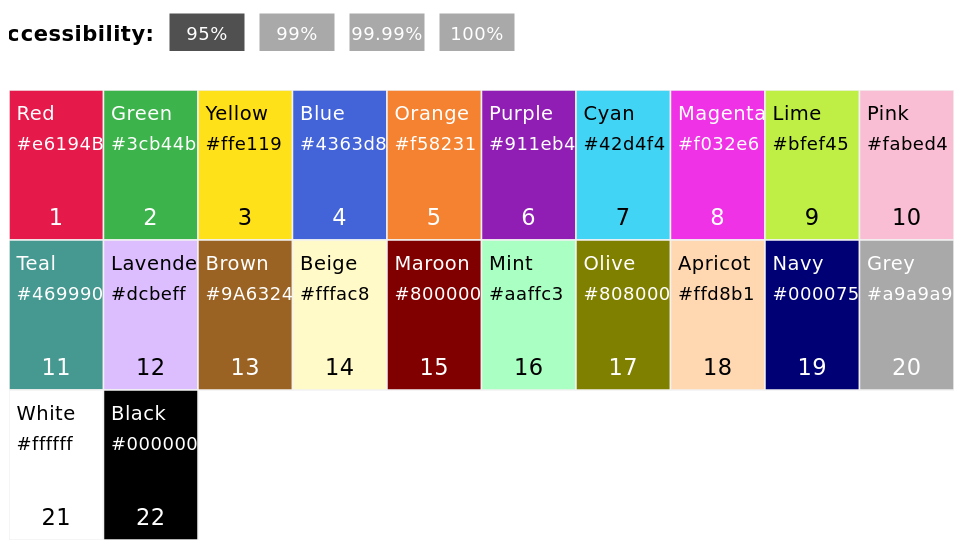 ccessibility: 95% 99% 99.99% 100%
Red Green Yellow Blue Orange Purple Cyan Magenta Lime Pink
#e6194B #3cb44b #ffe119 #4363d8 #f58231 #911eb4 #42d4f4 #f032e6 #bfef45 #fabed4
1 2 3 4 5 6 7 8 9 10
Teal Lavende Brown Beige Maroon Mint Olive Apricot Navy Grey
#469990 #dcbeff #9A6324 #fffac8 #800000 #aaffc3 #808000 #ffd8b1 #000075 #a9a9a9
11 12 13 14 15 16 17 18 19 20
White Black
#ffffff #000000
21 22